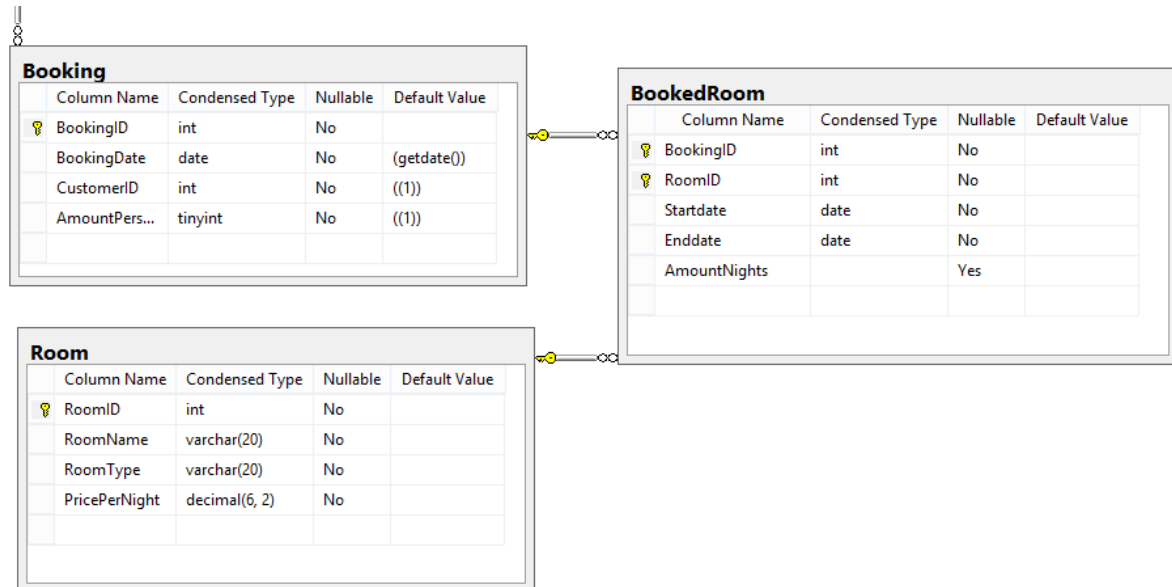 Booking
Column Name Condensed Type Nullable Default Value
BookingID int No
BookingDate date No (getdate())
CustomerID int No ((1))
AmountPers... tinyint No ((1))
BookedRoom
Column Name Condensed Type Nullable Default Value
BookingID int No
RoomID int No
Startdate date No
Enddate date No
AmountNights Yes
Room
Column Name Condensed Type Nullable Default Value
RoomID int No
RoomName varchar(20) No
RoomType varchar(20) No
PricePerNight decimal(6, 2) No